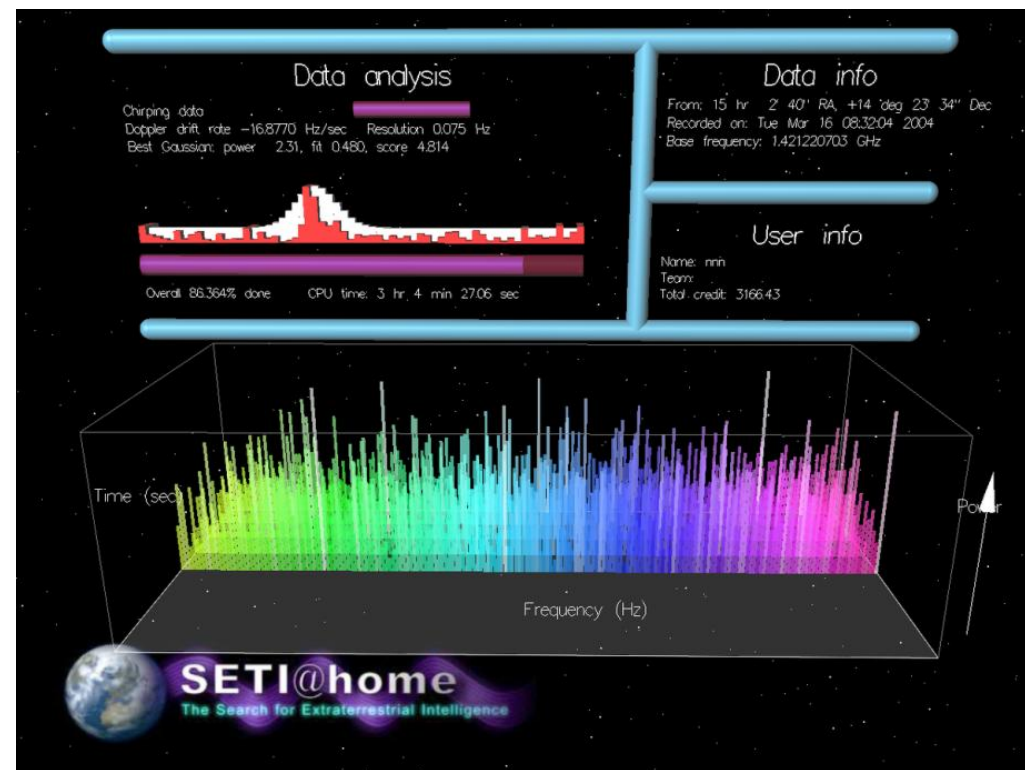 Data analysis
Chirping data
Doppler drift rate -16.8770 Hz/sec Resolution 0.075 Hz
Best Gaussian: power 2.31, fit 0.480, score 4.814
Overall 86.364% done CPU time: 3 hr 4 min 27.06 sec
Data info
From: 15 hr 2' 40'' RA, +14 deg 23' 34'' Dec
Recorded on: Tue Mar 16 08:32:04 2004
Base frequency: 1.421220703 GHz
User info
Name: nnn
Team:
Total credit: 3166.43
Time (sec)
Power
Frequency (Hz)
SETI@home
The Search for Extraterrestrial Intelligence